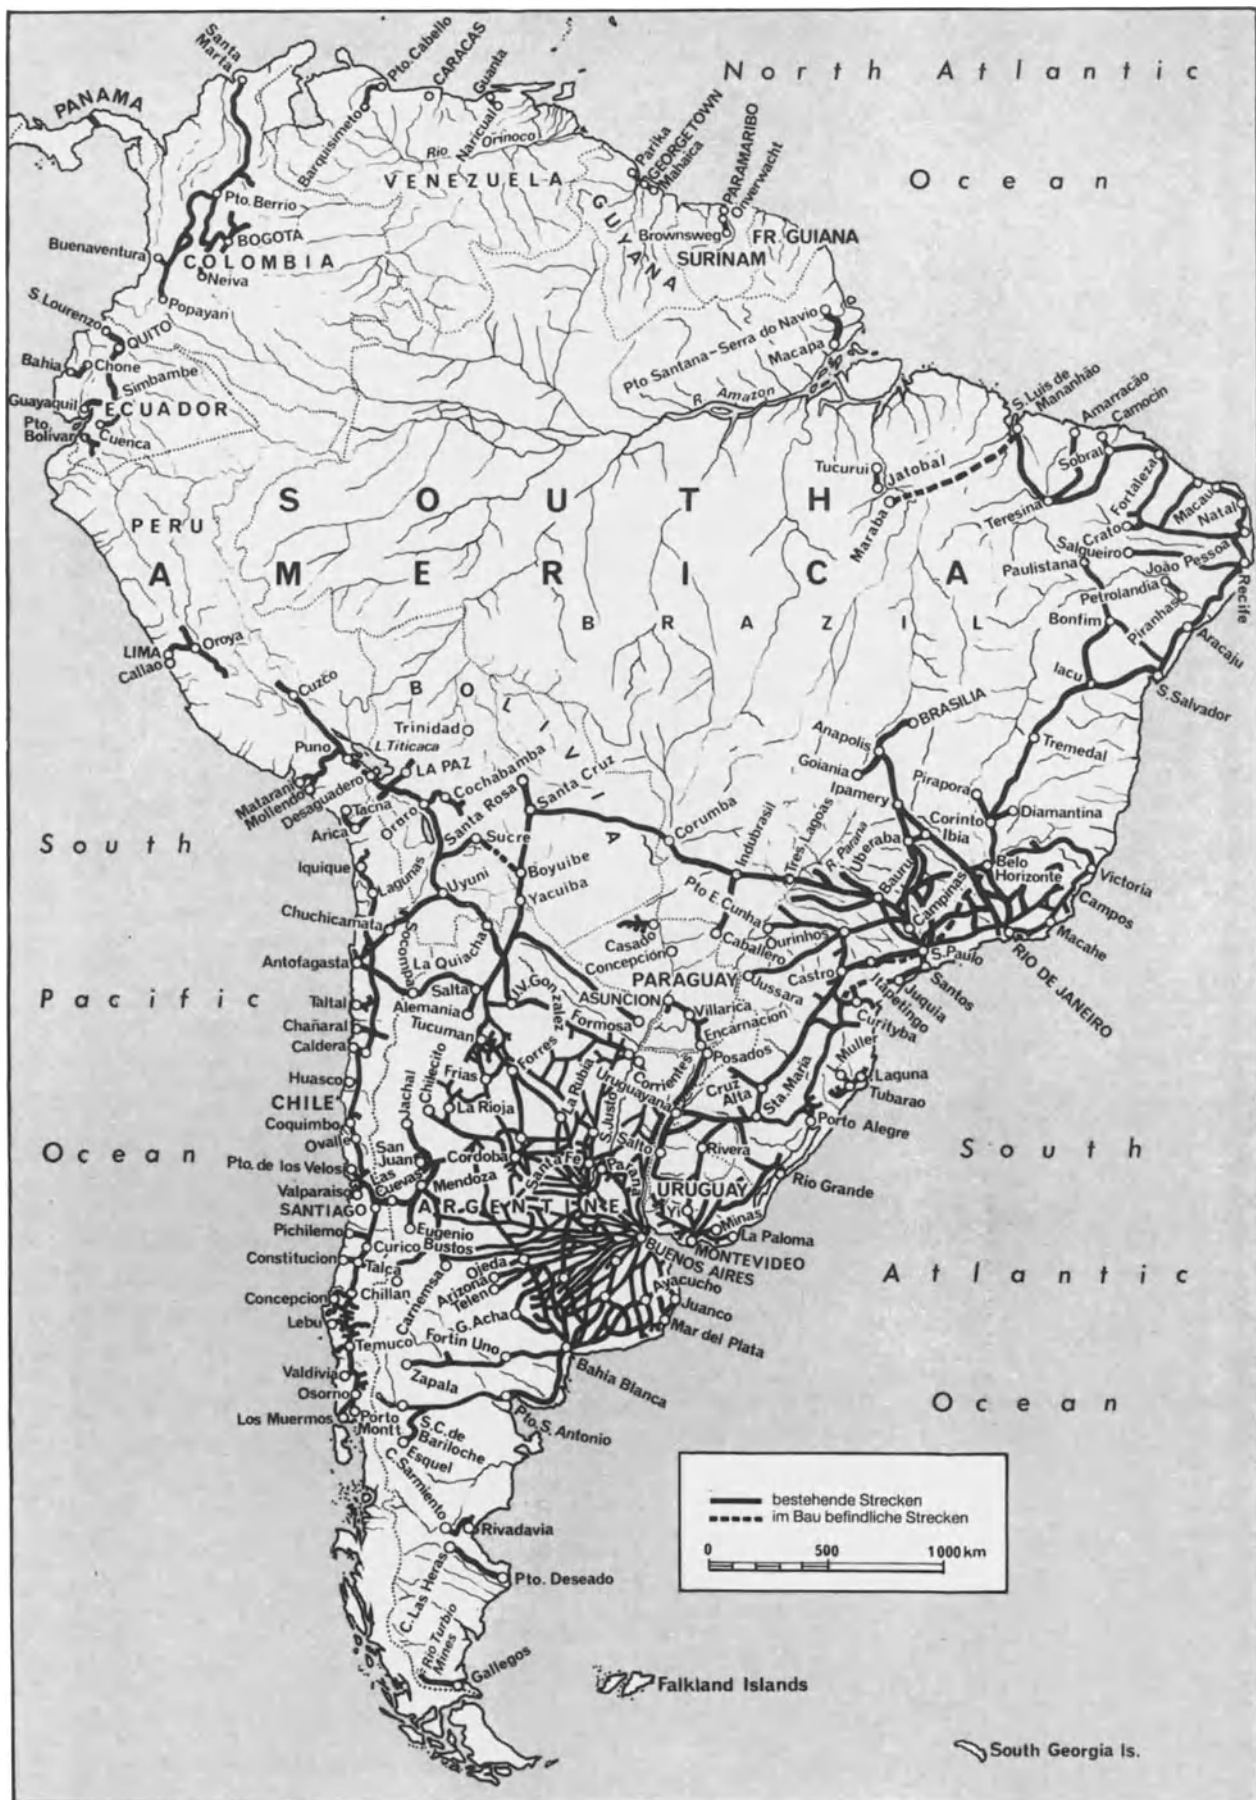 North Atlantic
Ocean
Santa Marta
Pto. Cabello
CARACAS
Guanta
PANAMA
Barquisimeto
Naricual
Rio Orinoco
VENEZUELA
Parika
GEORGETOWN
Mahaica
PARAMARIBO
Onverwacht
GUYANA
Brownsweg
FR. GUIANA
SURINAM
Pto. Berrio
BOGOTA
Buenaventura
COLOMBIA
Neiva
Popayan
S. Lourenzo
QUITO
Bahia
Chone
Simbambe
Guayaquil
ECUADOR
Pto. Bolivar
Cuenca
Pto Santana-Serra do Navio
Macapa
R. Amazon
S. Luis de Mananhão
Amarracão
Camocin
Tucurui
Jatobal
Maraba
Sobral
Fortaleza
Teresina
Macau
Natal
Crato
Salgueiro
João Pessoa
Paulistana
Petrolandia
Recife
Piranhas
Bonfim
Aracaju
Iacu
S. Salvador
SOUTH
AMERICA
PERU
BRAZIL
LIMA
Oroya
Callao
Cuzco
BOLIVIA
Trinidad
Puno
L. Titicaca
LA PAZ
Matarani
Mollendo
Desaguadero
Cochabamba
Tacna
Arica
Oruro
Santa Rosa
Santa Cruz
Sucre
Iquique
Lagunas
Uyuni
Boyuibe
Yacuiba
BRASILIA
Anapolis
Goiania
Tremedal
Pirapora
Ipamery
Diamantina
Corinto
Ibia
Corumba
Indubrasil
Tres. Lagoas
R. Parana
Uberaba
Bauru
Belo Horizonte
Victoria
Campinas
Campos
Macahe
Pto E. Cunha
Ourinhos
Caballero
S. Paulo
RIO DE JANEIRO
Santos
Castro
Juquia
Itapetingo
Jussara
Curityba
South
Pacific
Ocean
Chuchicamata
Socompa
La Quiacha
Antofagasta
Casado
Concepción
PARAGUAY
Taltal
Salta
Alemania
J.V. Gonzalez
ASUNCION
Villarica
Chañaral
Tucuman
Formosa
Encarnacion
Caldera
Posados
Forres
Corrientes
L. Muller
Huasco
Frias
Chilecito
La Rubia
Uruguayana
Cruz Alta
Sta. Maria
Laguna
Tubarao
CHILE
Jachal
La Rioja
S. Justo
Coquimbo
Ovalle
San Juan
Cordoba
Santa Fe
Salto
Rivera
Porto Alegre
Pto. de los Velos
Las Cuevas
Mendoza
Parana
URUGUAY
Rio Grande
Valparaiso
SANTIAGO
ARGENTINE
Yi
Minas
La Paloma
Pichilemo
Eugenio Bustos
BUENOS AIRES
MONTEVIDEO
Curico
Constitucion
Talca
Ojeda
Arizona
Telen
Ayacucho
Concepcion
Chillan
Carnemsa
Juanco
Lebu
G. Acha
Mar del Plata
Temuco
Fortin Uno
Valdivia
Zapala
Bahia Blanca
Osorno
Los Muermos
Porto Montt
S.C. de Bariloche
Pto. S. Antonio
Esquel
C. Sarmiento
Rivadavia
C. Las Heras
Pto. Deseado
Rio Turbio Mines
Gallegos
South
Atlantic
Ocean
bestehende Strecken
im Bau befindliche Strecken
0 500 1000 km
Falkland Islands
South Georgia Is.